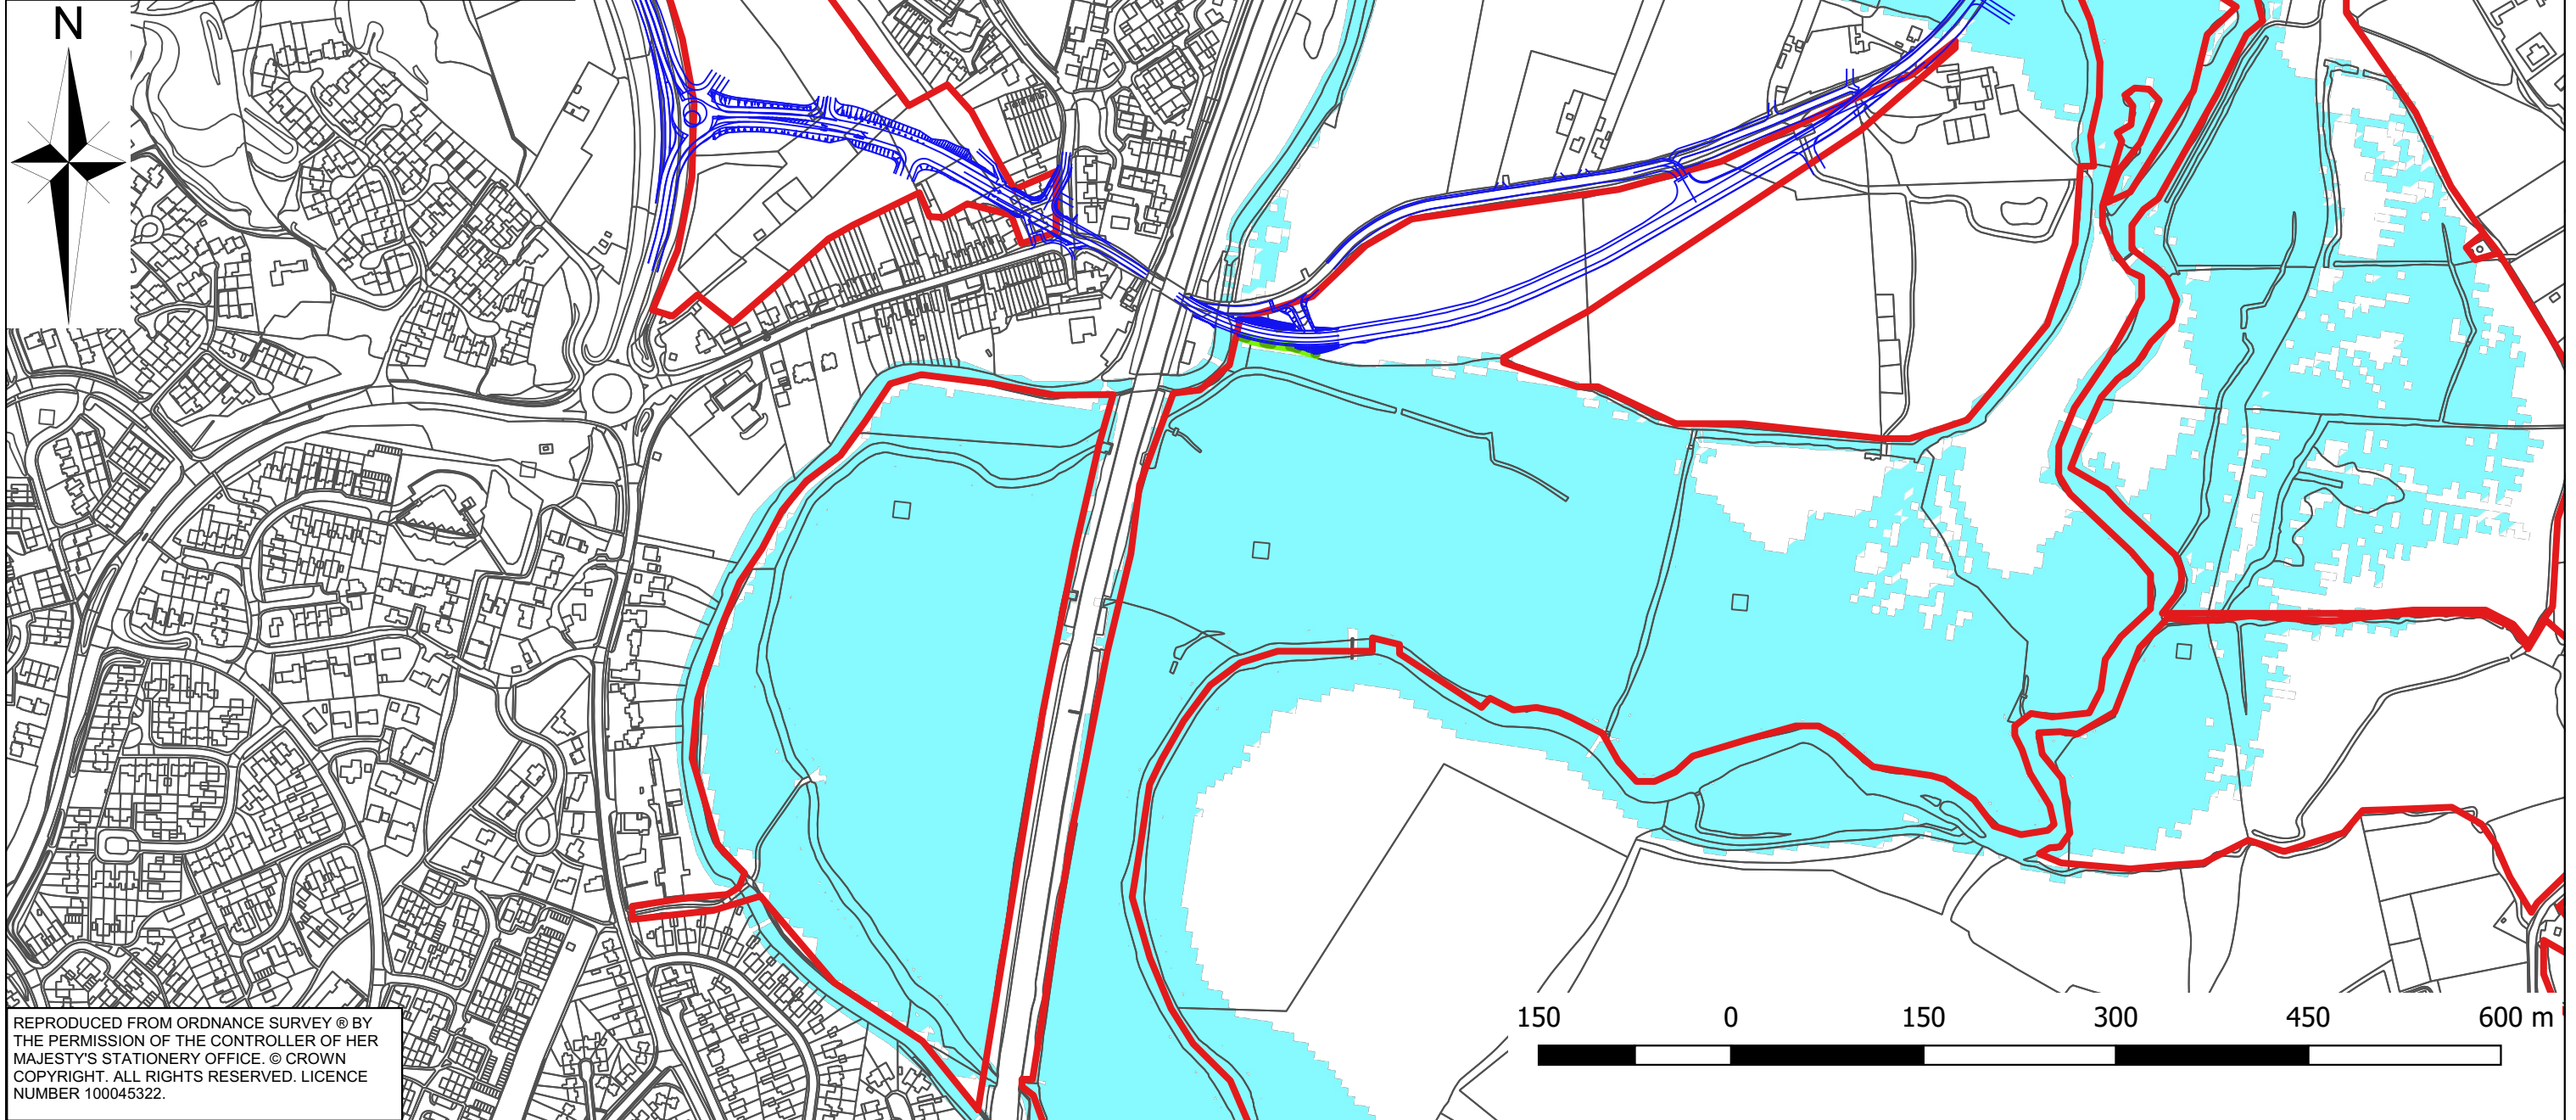 N
150 0 150 300 450 600 m
REPRODUCED FROM ORDNANCE SURVEY ® BY
THE PERMISSION OF THE CONTROLLER OF HER
MAJESTY'S STATIONERY OFFICE. © CROWN
COPYRIGHT. ALL RIGHTS RESERVED. LICENCE
NUMBER 100045322.